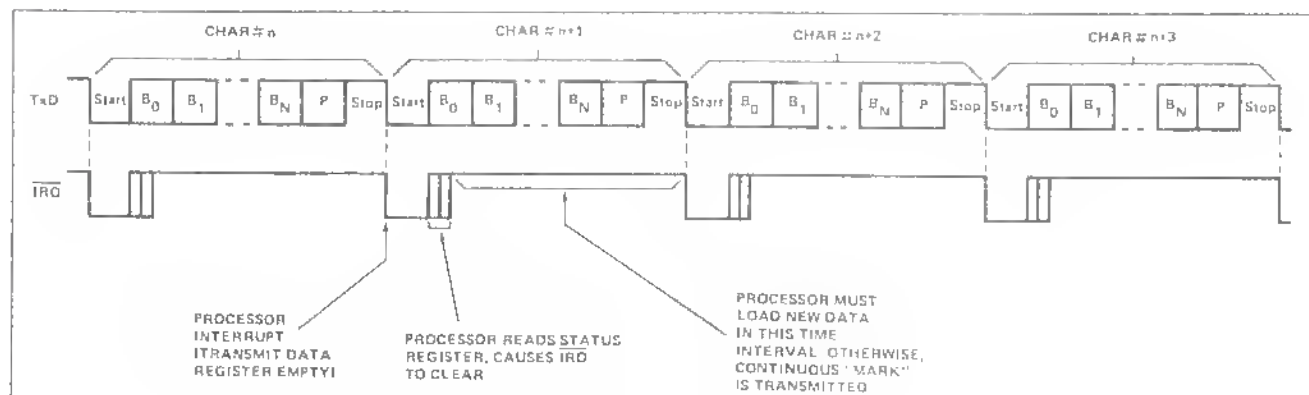 CHAR # n CHAR # n+1 CHAR # n+2 CHAR # n+3
TxD Start B0 B1 BN P Stop Start B0 B1 BN P Stop Start B0 B1 BN P Stop Start B0 B1 BN P Stop
IRQ
PROCESSOR
INTERRUPT
(TRANSMIT DATA
REGISTER EMPTY)
PROCESSOR READS STATUS
REGISTER, CAUSES IRQ
TO CLEAR
PROCESSOR MUST
LOAD NEW DATA
IN THIS TIME
INTERVAL OTHERWISE,
CONTINUOUS "MARK"
IS TRANSMITTED